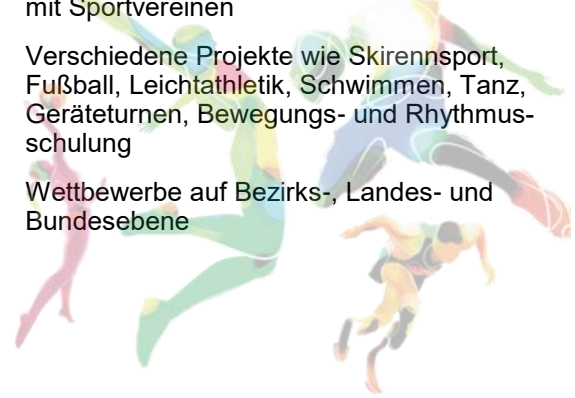 mit Sportvereinen
Verschiedene Projekte wie Skirennsport,
Fußball, Leichtathletik, Schwimmen, Tanz,
Geräteturnen, Bewegungs- und Rhythmus-
schulung
Wettbewerbe auf Bezirks-, Landes- und
Bundesebene